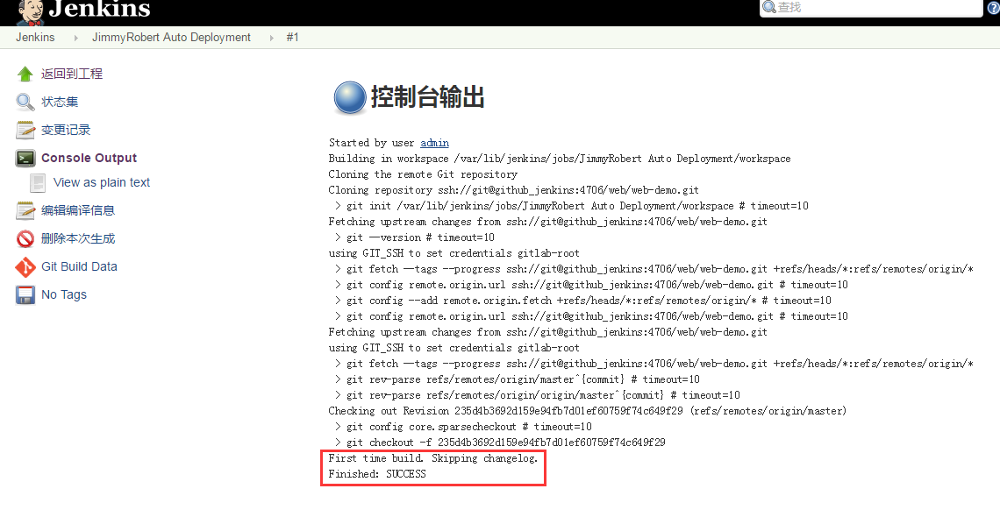 Jenkins
查找
Jenkins
JimmyRobert Auto Deployment
#1
返回到工程
状态集
变更记录
Console Output
View as plain text
编辑编译信息
删除本次生成
Git Build Data
No Tags
控制台输出
Started by user admin
Building in workspace /var/lib/jenkins/jobs/JimmyRobert Auto Deployment/workspace
Cloning the remote Git repository
Cloning repository ssh://git@github_jenkins:4706/web/web-demo.git
> git init /var/lib/jenkins/jobs/JimmyRobert Auto Deployment/workspace # timeout=10
Fetching upstream changes from ssh://git@github_jenkins:4706/web/web-demo.git
> git --version # timeout=10
using GIT_SSH to set credentials gitlab-root
> git fetch --tags --progress ssh://git@github_jenkins:4706/web/web-demo.git +refs/heads/*:refs/remotes/origin/*
> git config remote.origin.url ssh://git@github_jenkins:4706/web/web-demo.git # timeout=10
> git config --add remote.origin.fetch +refs/heads/*:refs/remotes/origin/* # timeout=10
> git config remote.origin.url ssh://git@github_jenkins:4706/web/web-demo.git # timeout=10
Fetching upstream changes from ssh://git@github_jenkins:4706/web/web-demo.git
using GIT_SSH to set credentials gitlab-root
> git fetch --tags --progress ssh://git@github_jenkins:4706/web/web-demo.git +refs/heads/*:refs/remotes/origin/*
> git rev-parse refs/remotes/origin/master^{commit} # timeout=10
> git rev-parse refs/remotes/origin/origin/master^{commit} # timeout=10
Checking out Revision 235d4b3692d159e94fb7d01ef60759f74c649f29 (refs/remotes/origin/master)
> git config core.sparsecheckout # timeout=10
> git checkout -f 235d4b3692d159e94fb7d01ef60759f74c649f29
First time build. Skipping changelog.
Finished: SUCCESS